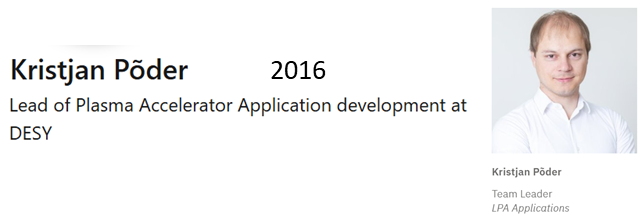 Kristjan Põder 2016
Lead of Plasma Accelerator Application development at
DESY
Kristjan Põder
Team Leader
LPA Applications